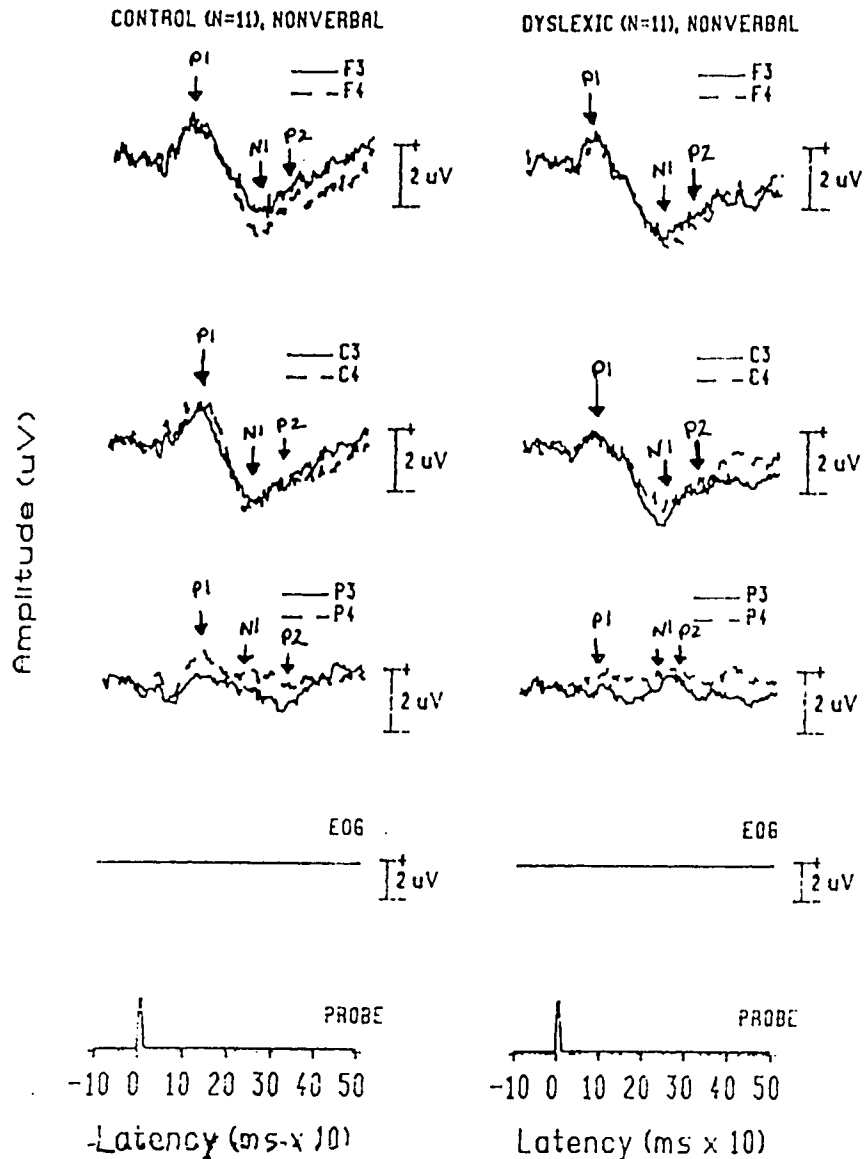 CONTROL (N=11), NONVERBAL
P1
F3
F4
N1
P2
+
2 uV
-
P1
C3
C4
N1
P2
+
2 uV
-
P1
P3
P4
N1
P2
+
2 uV
-
EOG
+
2 uV
-
PROBE
-10 0 10 20 30 40 50
Latency (ms x 10)
DYSLEXIC (N=11), NONVERBAL
P1
F3
F4
N1
P2
+
2 uV
-
P1
C3
C4
N1
P2
+
2 uV
-
P1
P3
P4
N1
P2
+
2 uV
-
EOG
+
2 uV
-
PROBE
-10 0 10 20 30 40 50
Latency (ms x 10)
Amplitude (uV)